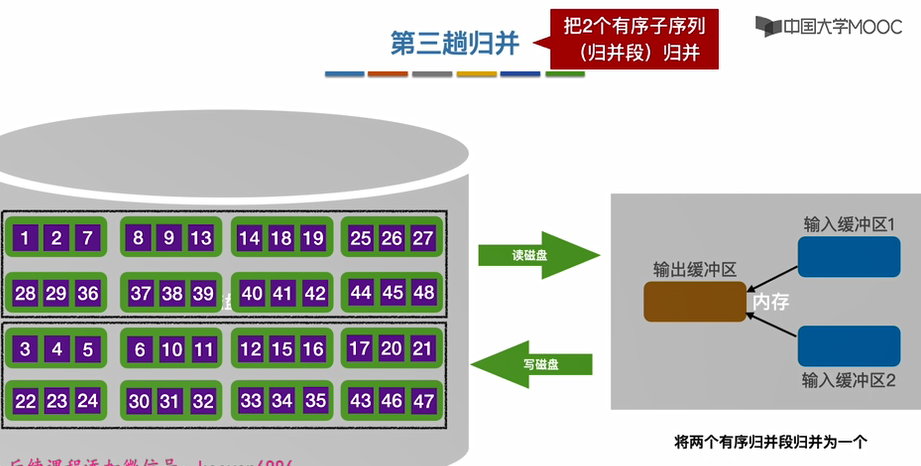 第三趟归并
把2个有序子序列
(归并段)归并
中国大学MOOC
1 2 7 8 9 13 14 18 19 25 26 27
28 29 36 37 38 39 40 41 42 44 45 48
3 4 5 6 10 11 12 15 16 17 20 21
22 23 24 30 31 32 33 34 35 43 46 47
读磁盘
写磁盘
输入缓冲区1
输出缓冲区
内存
输入缓冲区2
将两个有序归并段归并为一个